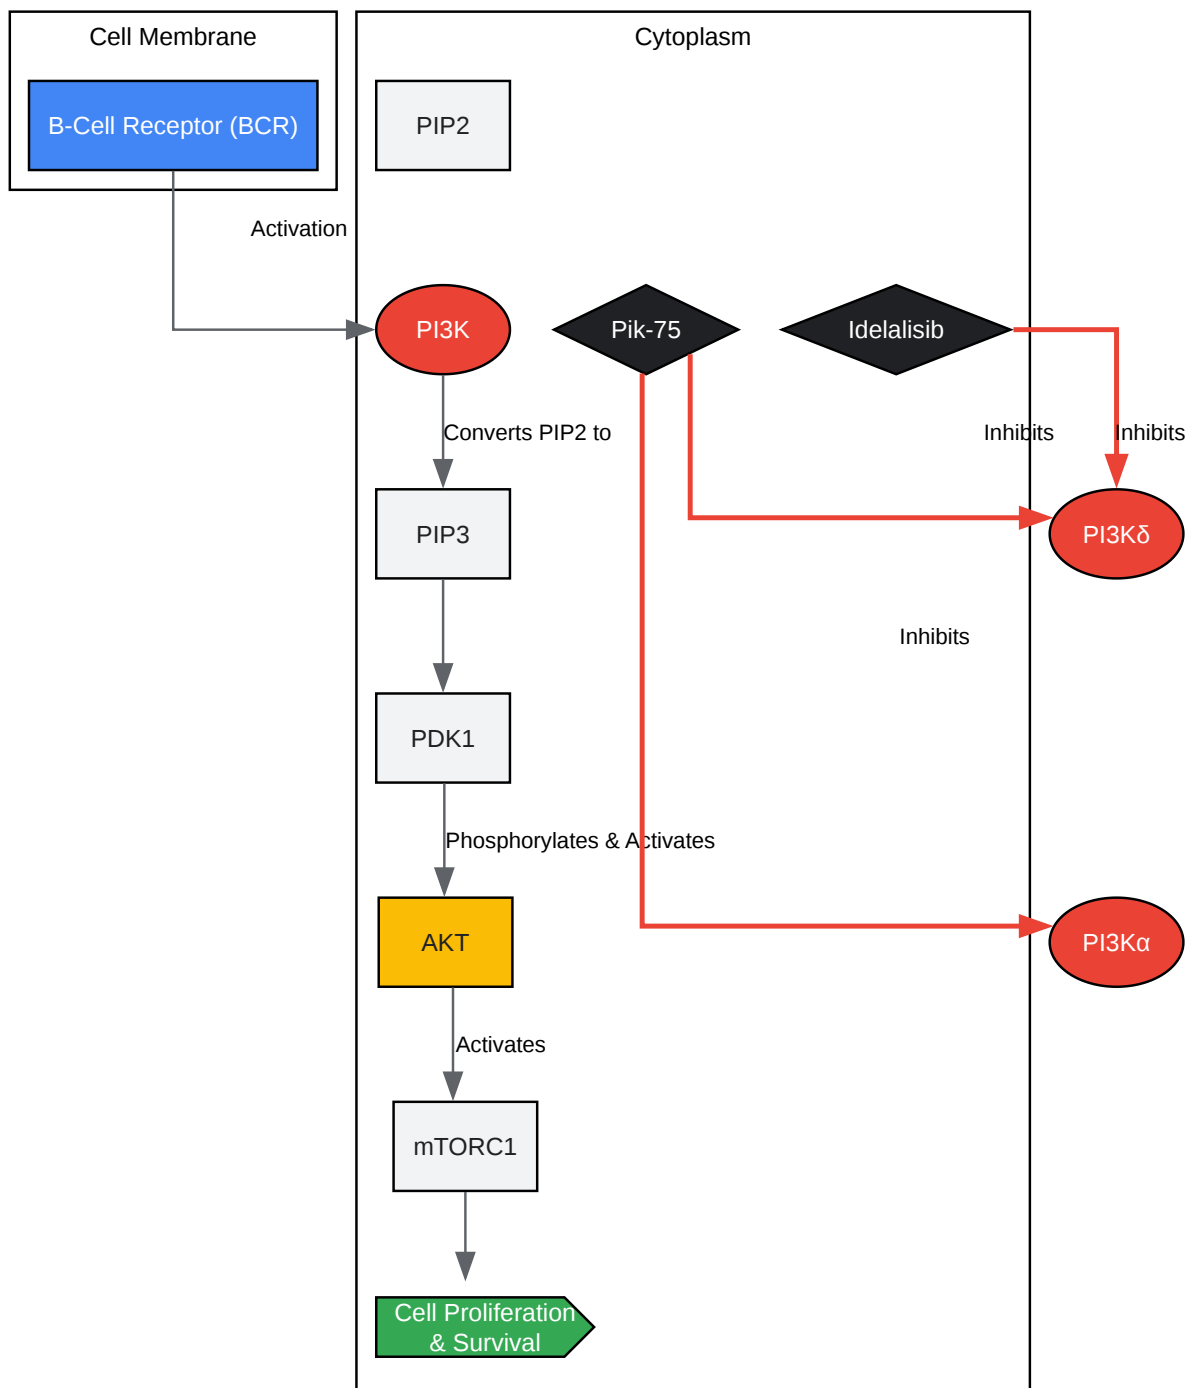 Cell Membrane
Cytoplasm
B-Cell Receptor (BCR)
PIP2
Activation
PI3K
Pik-75
Idelalisib
Converts PIP2 to
Inhibits
Inhibits
PIP3
PI3Kδ
Inhibits
PDK1
Phosphorylates & Activates
AKT
PI3Kα
Activates
mTORC1
Cell Proliferation
& Survival